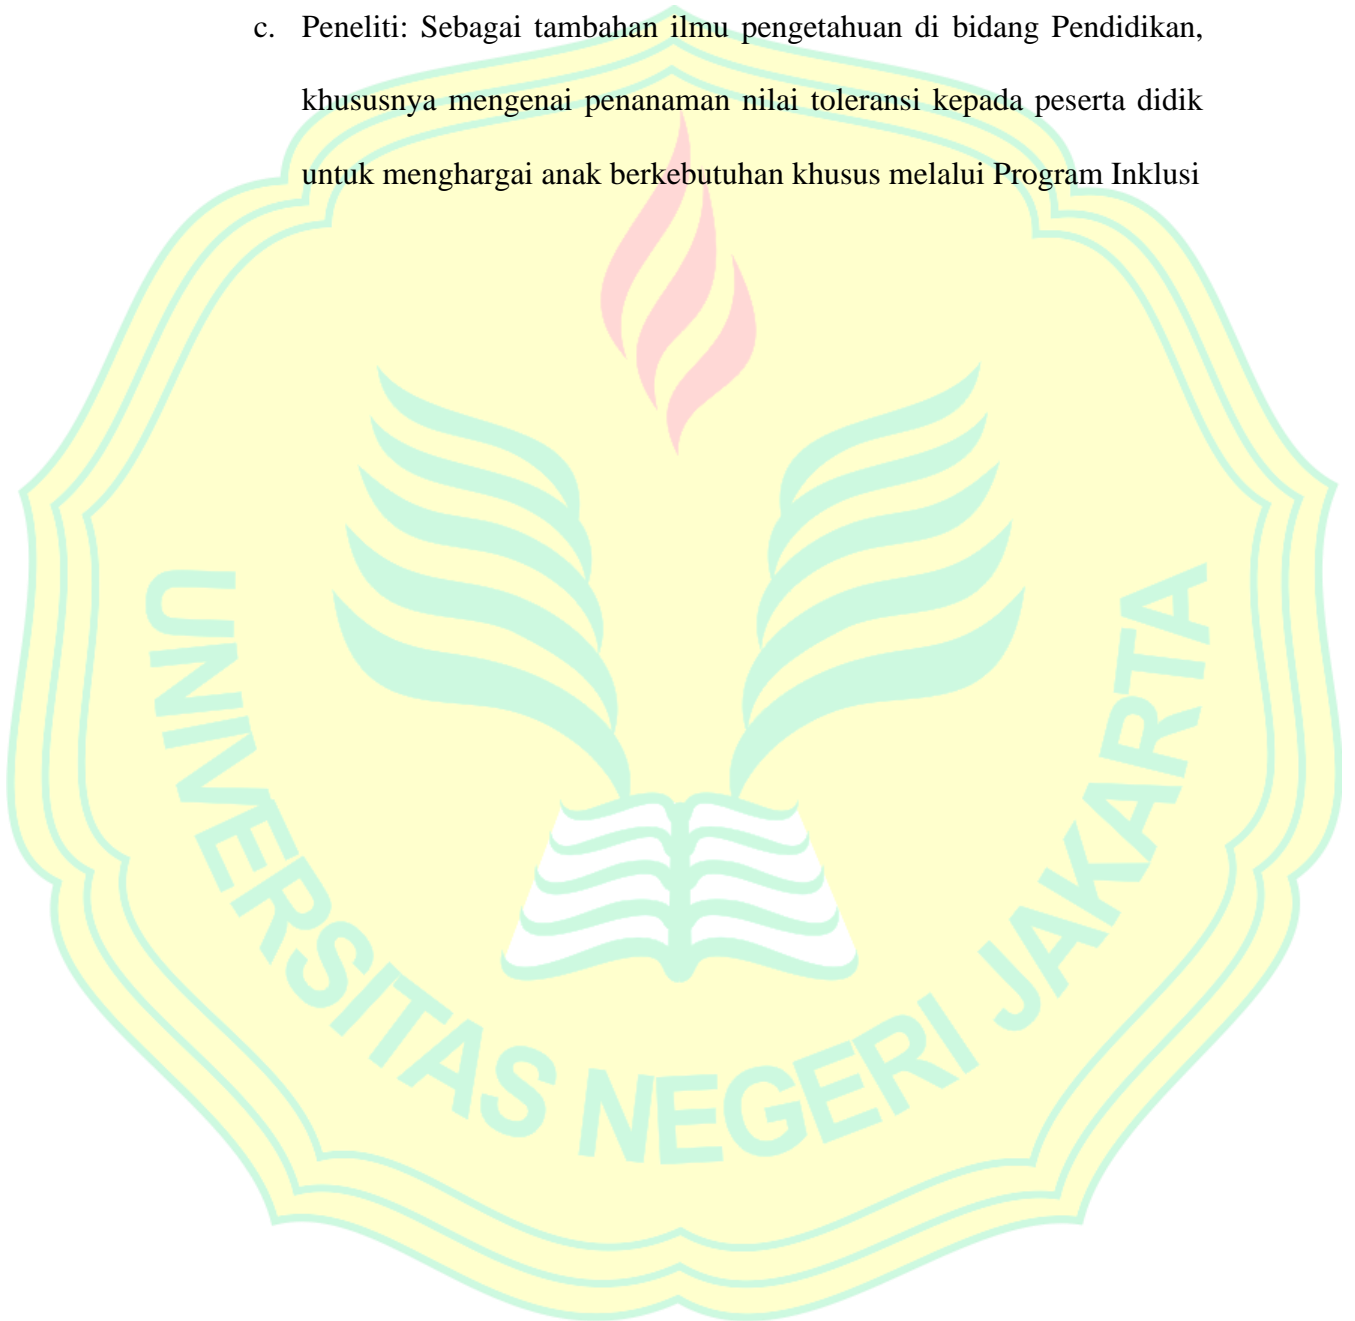 c. Peneliti: Sebagai tambahan ilmu pengetahuan di bidang Pendidikan,
khususnya mengenai penanaman nilai toleransi kepada peserta didik
untuk menghargai anak berkebutuhan khusus melalui Program Inklusi
UNIVERSITAS NEGERI JAKARTA